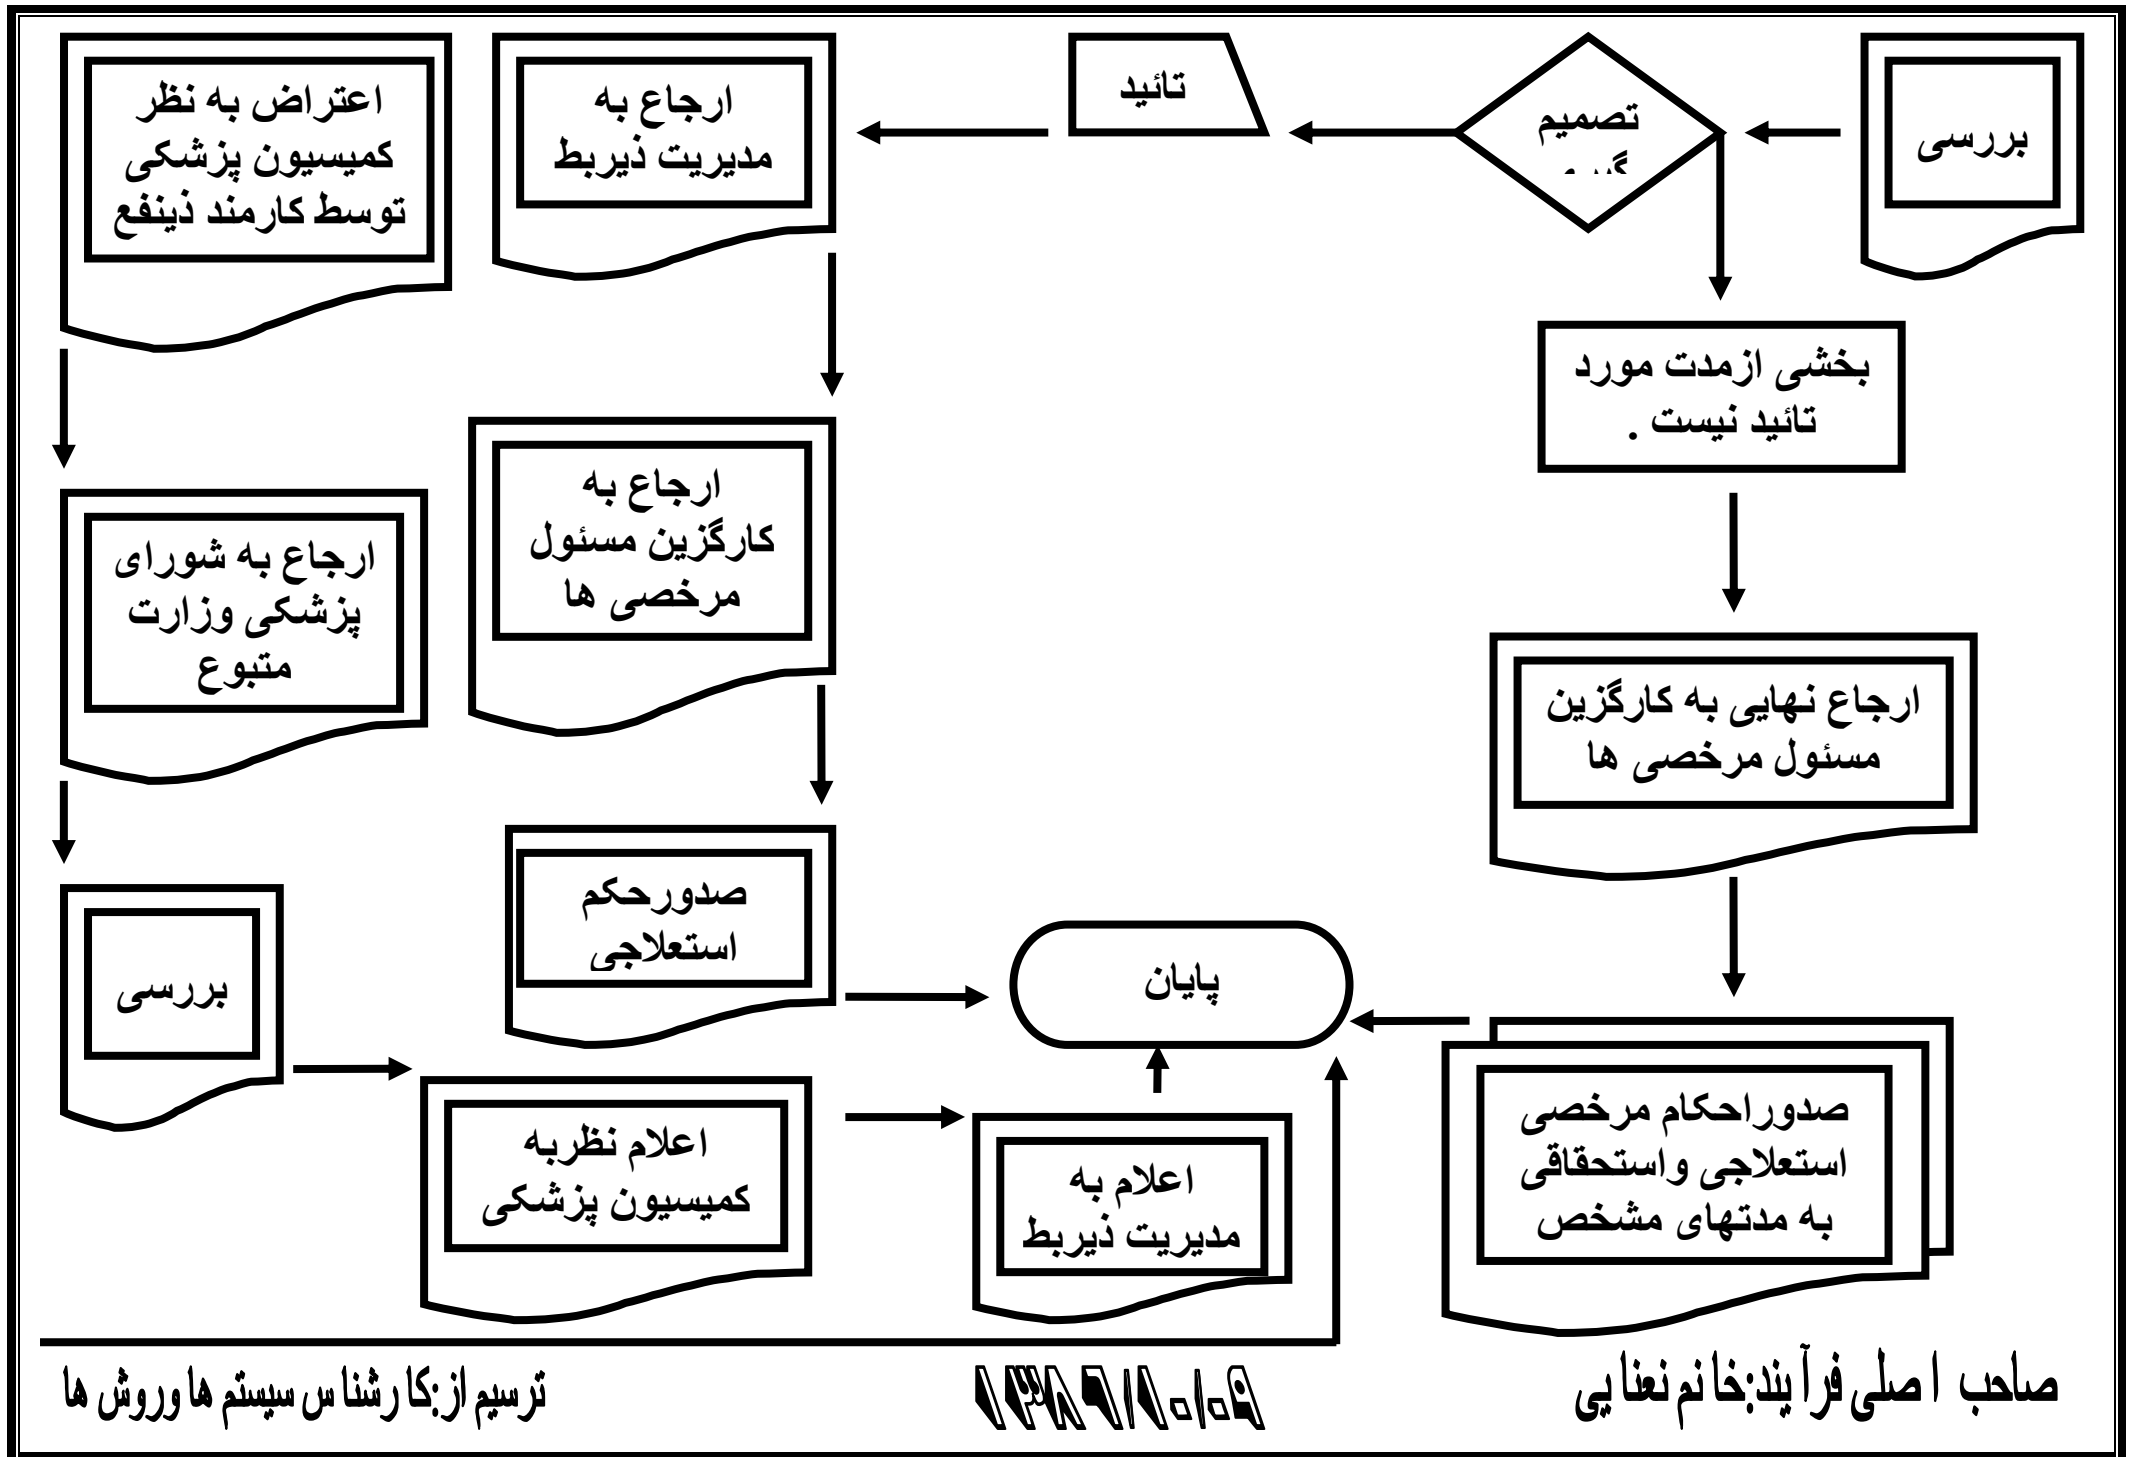 بررسی
تصمیم
تائید
ارجاع به
مدیریت ذیربط
اعتراض به نظر
کمیسیون پزشکی
توسط کارمند ذینفع
بخشی ازمدت مورد
تائید نیست .
ارجاع به
کارگزین مسئول
مرخصی ها
ارجاع به شورای
پزشکی وزارت
متبوع
ارجاع نهایی به کارگزین
مسئول مرخصی ها
صدورحکم
استعلاجی
پایان
بررسی
صدوراحکام مرخصی
استعلاجی واستحقاقی
به مدتهای مشخص
اعلام نظربه
کمیسیون پزشکی
اعلام به
مدیریت ذیربط
صاحب ا صلی فرآ یند:خا نم نعنا یی
ترسیم از:کا رشنا س سیستم ها وروش ها